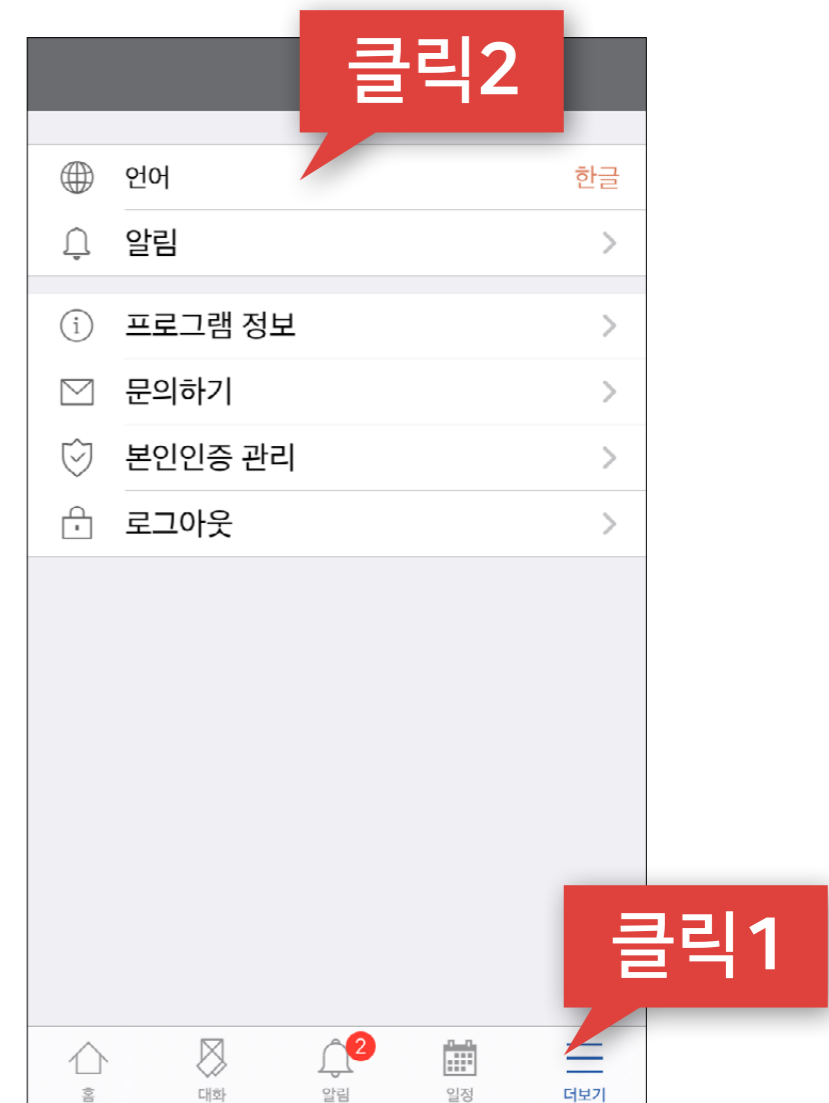 클릭2
언어 한글
알림
프로그램 정보
문의하기
본인인증 관리
로그아웃
클릭1
2
홈 대화 알림 일정 더보기